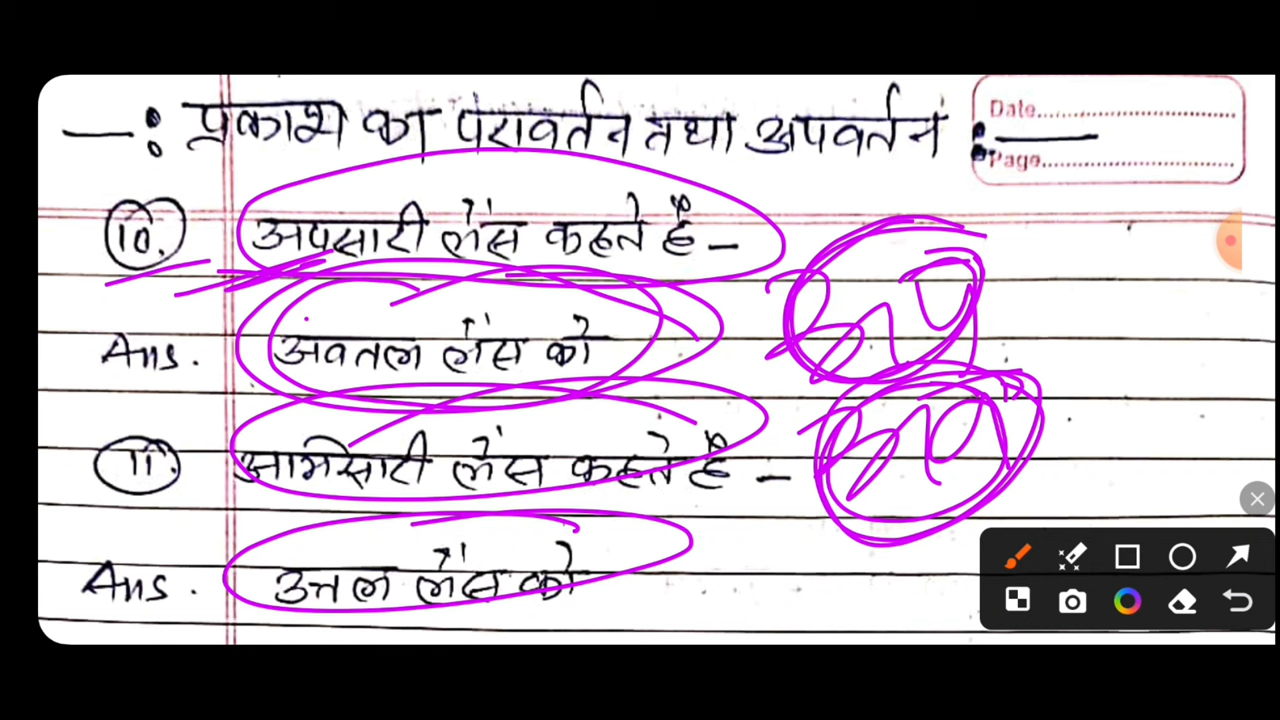 —: प्रकाश का परावर्तन तथा अपवर्तन :—
Date
Page
10. अपसारी लेंस कहते हैं –
Ans. अवतल लेंस को
11. अभिसारी लेंस कहते हैं –
Ans. उत्तल लेंस को